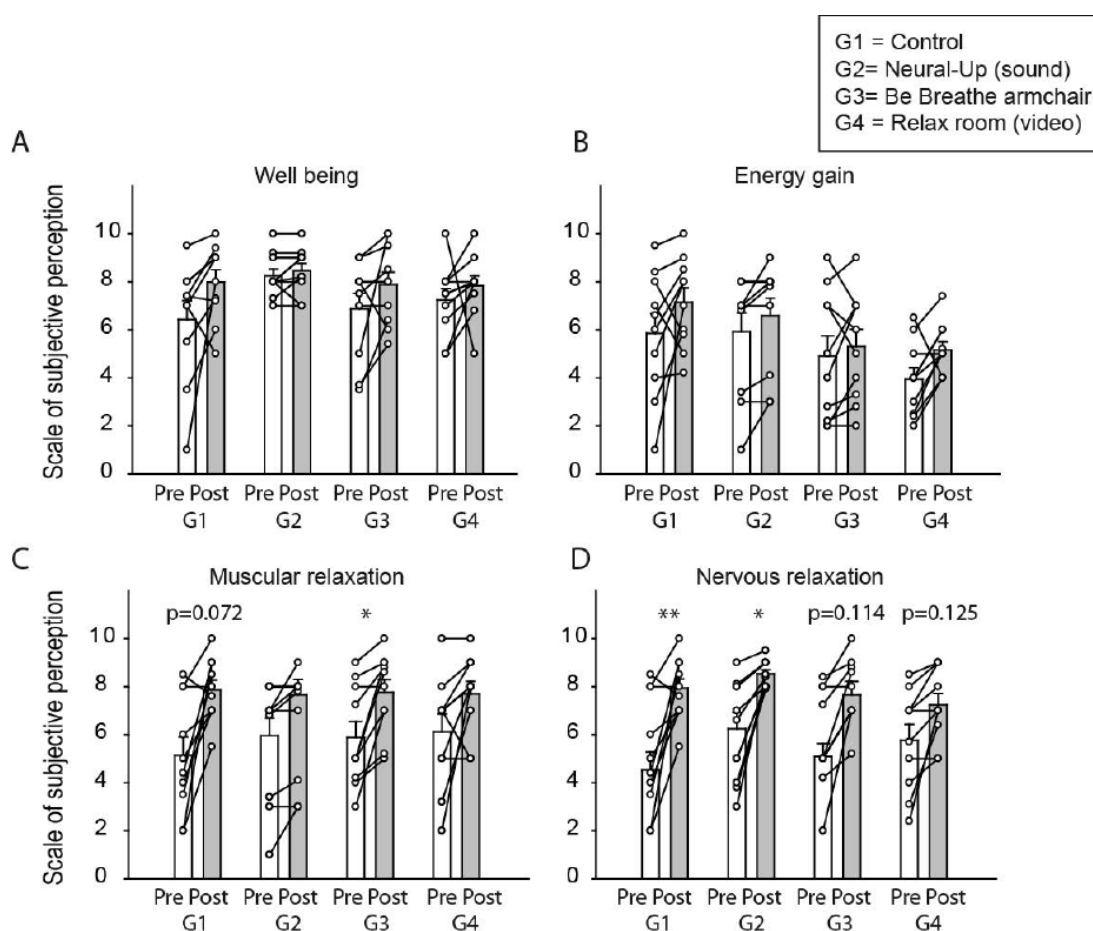 G1 = Control
G2= Neural-Up (sound)
G3= Be Breathe armchair
G4 = Relax room (video)
A
Well being
Scale of subjective perception
10
8
6
4
2
0
Pre Post Pre Post Pre Post Pre Post
G1 G2 G3 G4
B
Energy gain
10
8
6
4
2
0
Pre Post Pre Post Pre Post Pre Post
G1 G2 G3 G4
C
Muscular relaxation
p=0.072 *
Scale of subjective perception
10
8
6
4
2
0
Pre Post Pre Post Pre Post Pre Post
G1 G2 G3 G4
D
Nervous relaxation
** * p=0.114 p=0.125
10
8
6
4
2
0
Pre Post Pre Post Pre Post Pre Post
G1 G2 G3 G4